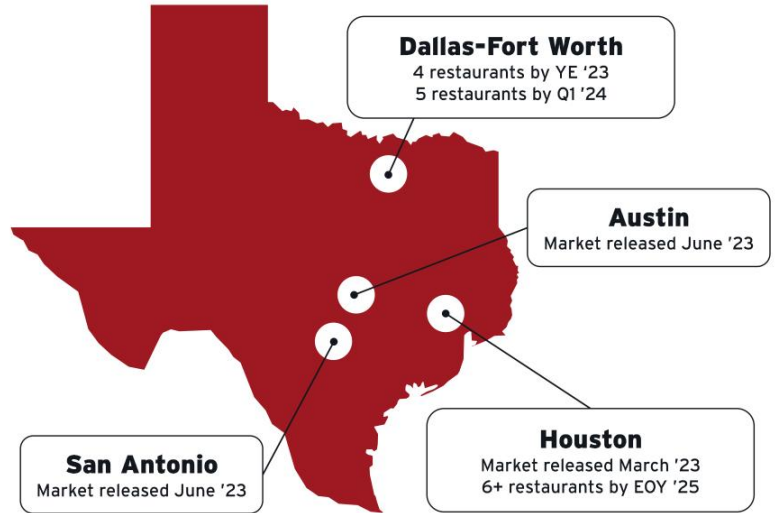 Dallas-Fort Worth
4 restaurants by YE '23
5 restaurants by Q1 '24
Austin
Market released June '23
San Antonio
Market released June '23
Houston
Market released March '23
6+ restaurants by EOY '25